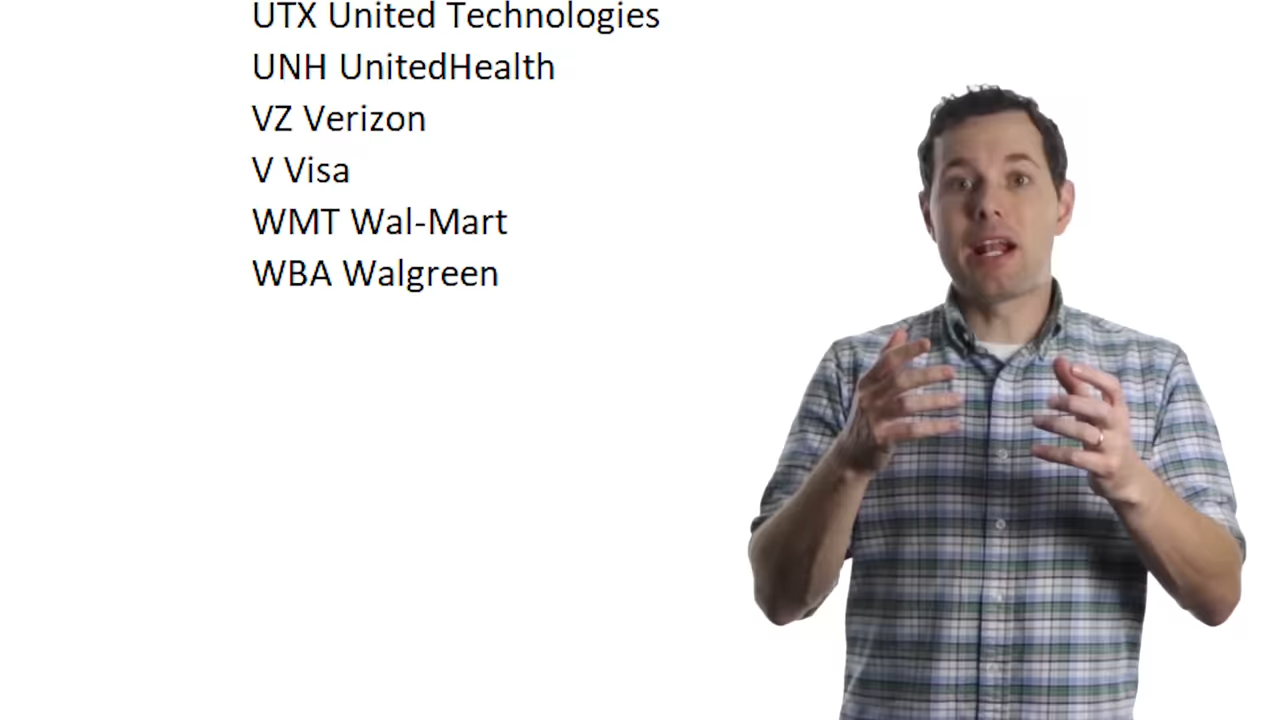 UTX United Technologies
UNH UnitedHealth
VZ Verizon
V Visa
WMT Wal-Mart
WBA Walgreen